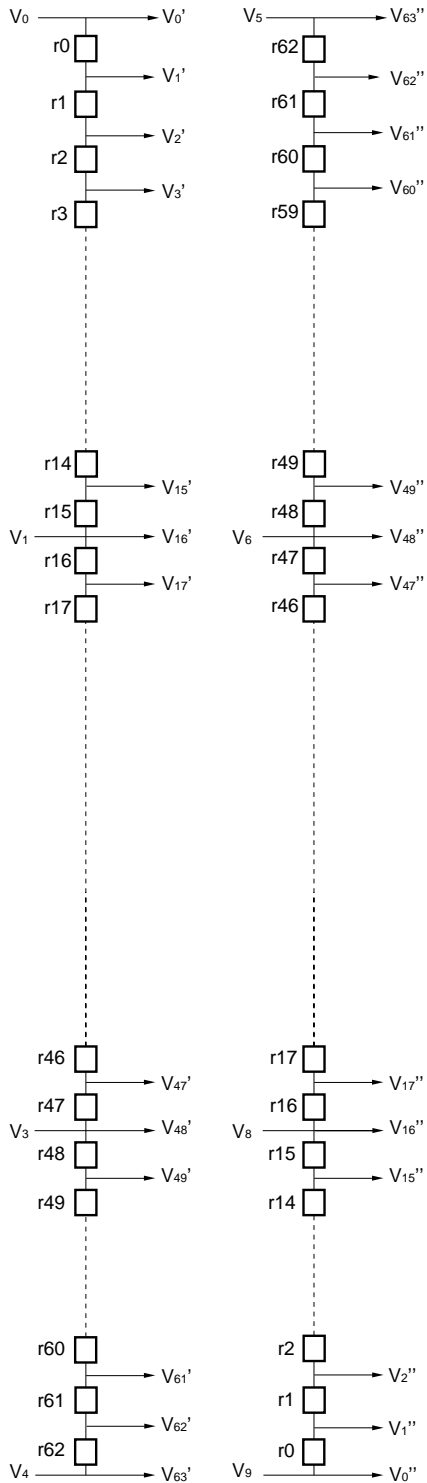 V0 V0' V5 V63''
r0 r62
V1' V62''
r1 r61
V2' V61''
r2 r60
V3' V60''
r3 r59
r14 r49
V15' V49''
r15 r48
V1 V16' V6 V48''
r16 r47
V17' V47''
r17 r46
r46 r17
V47' V17''
r47 r16
V3 V48' V8 V16''
r48 r15
V49' V15''
r49 r14
r60 r2
V61' V2''
r61 r1
V62' V1''
r62 r0
V4 V63' V9 V0''